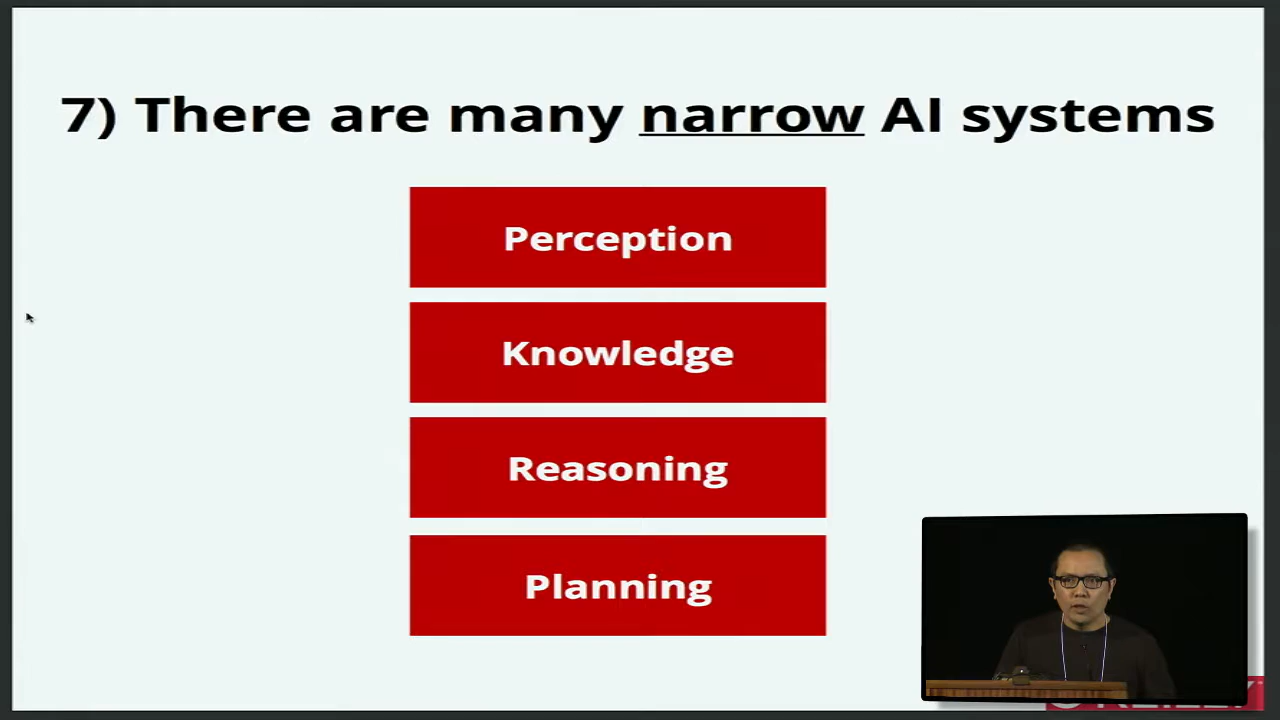 7) There are many narrow AI systems
Perception
Knowledge
Reasoning
Planning